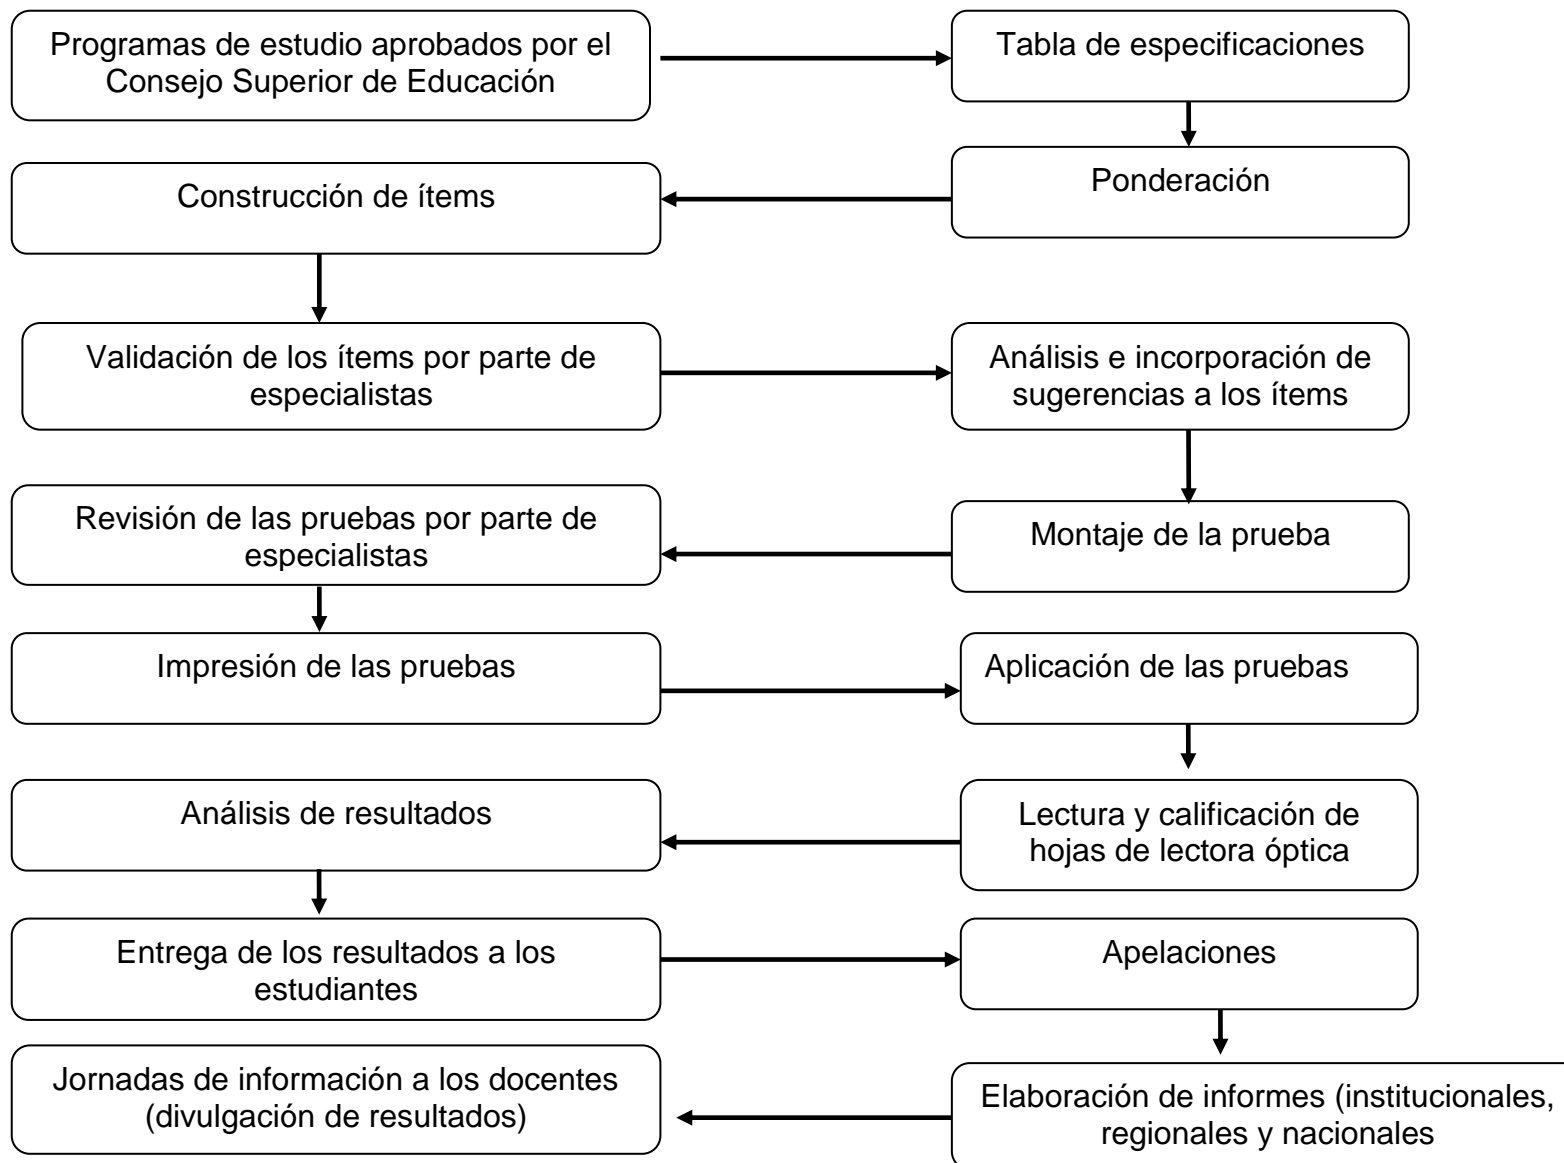 Programas de estudio aprobados por el
Consejo Superior de Educación
Tabla de especificaciones
Ponderación
Construcción de ítems
Validación de los ítems por parte de
especialistas
Análisis e incorporación de
sugerencias a los ítems
Montaje de la prueba
Revisión de las pruebas por parte de
especialistas
Impresión de las pruebas
Aplicación de las pruebas
Lectura y calificación de
hojas de lectora óptica
Análisis de resultados
Entrega de los resultados a los
estudiantes
Apelaciones
Elaboración de informes (institucionales,
regionales y nacionales
Jornadas de información a los docentes
(divulgación de resultados)